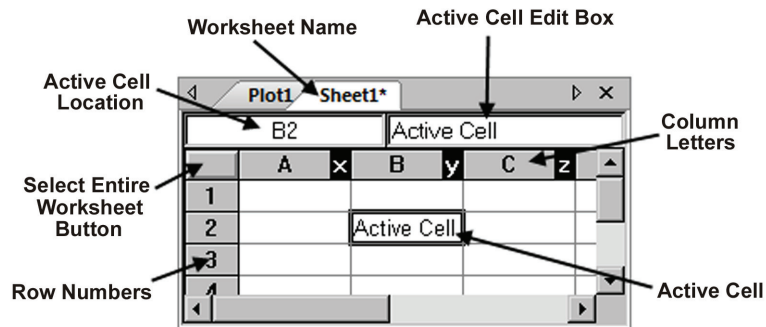 Worksheet Name
Active Cell Edit Box
Active Cell
Location
Plot1 Sheet1*
B2 Active Cell
Column
Letters
A x B y C z
Select Entire
Worksheet
Button
1
2 Active Cell
3
4
Row Numbers
Active Cell